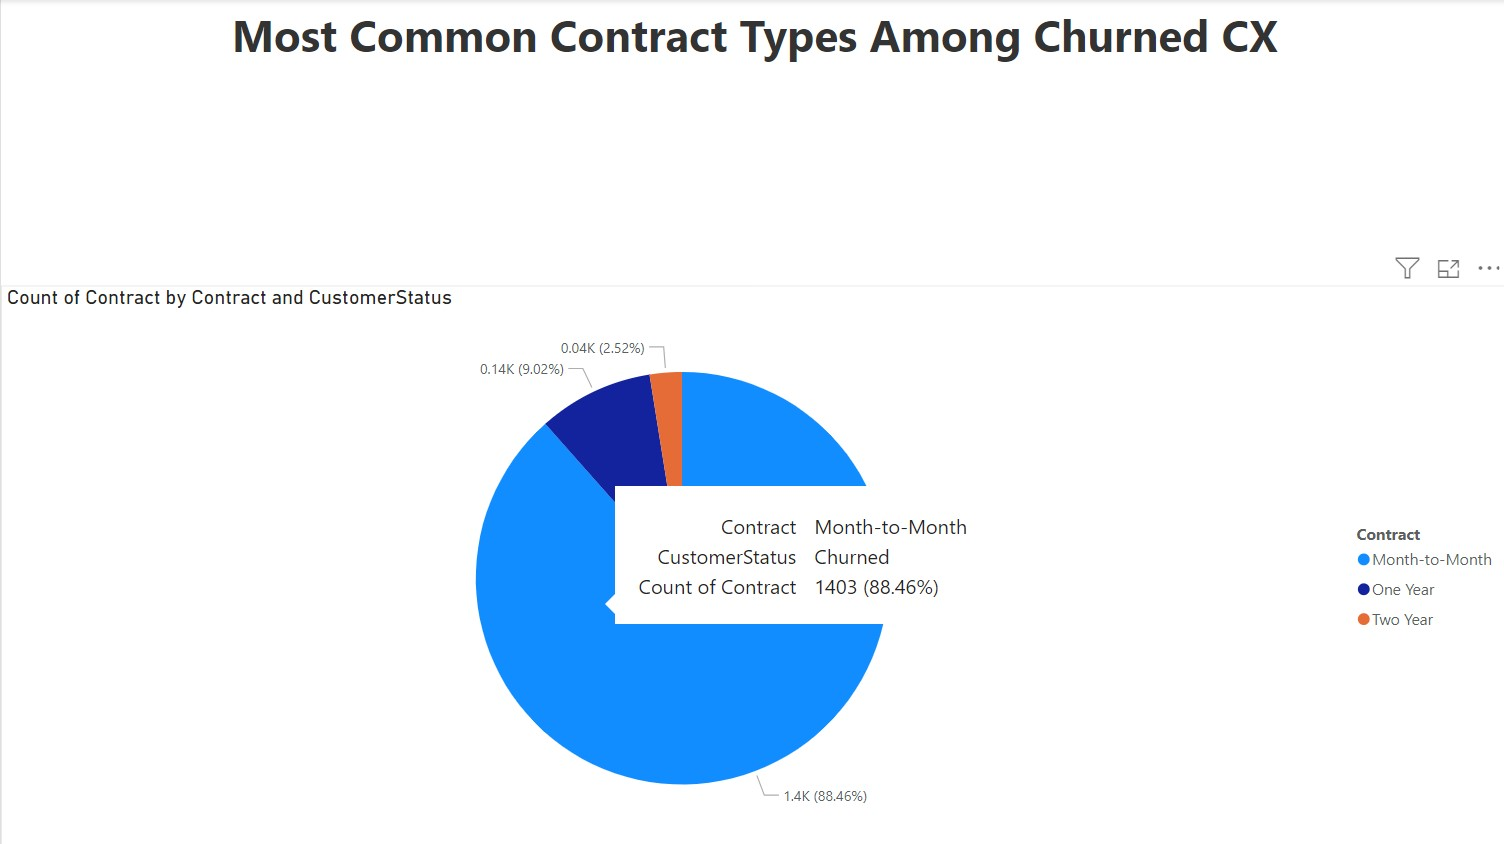 Most Common Contract Types Among Churned CX
Count of Contract by Contract and CustomerStatus
0.04K (2.52%)
0.14K (9.02%)
Contract Month-to-Month
CustomerStatus Churned
Count of Contract 1403 (88.46%)
1.4K (88.46%)
Contract
Month-to-Month
One Year
Two Year